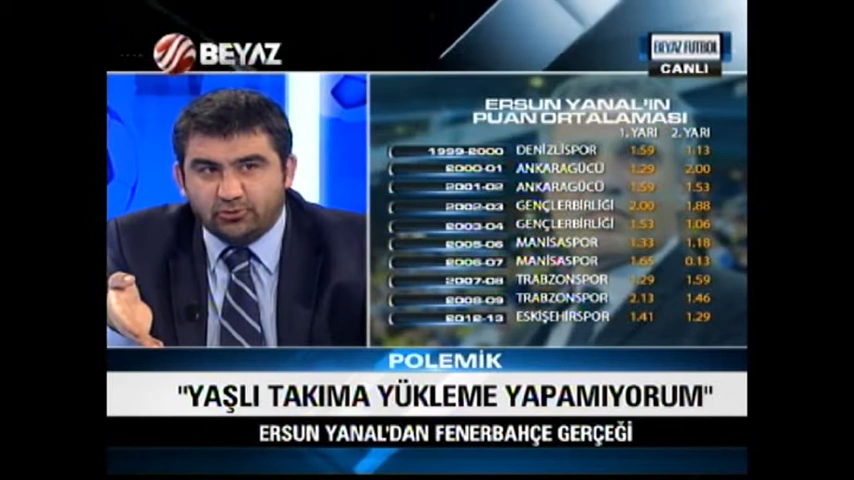 BEYAZ
BEYAZ FUTBOL
CANLI
ERSUN YANAL'IN
PUAN ORTALAMASI
1. YARI 2. YARI
1999-2000 DENİZLİSPOR 1.59 1.13
2000-01 ANKARAGÜCÜ 1.29 2.00
2001-02 ANKARAGÜCÜ 1.59 1.53
2002-03 GENÇLERBİRLİĞİ 2.00 1.88
2003-04 GENÇLERBİRLİĞİ 1.53 1.06
2005-06 MANİSASPOR 1.33 1.18
2006-07 MANİSASPOR 1.65 0.13
2007-08 TRABZONSPOR 1.29 1.59
2008-09 TRABZONSPOR 2.13 1.46
2012-13 ESKİŞEHİRSPOR 1.41 1.29
POLEMİK
"YAŞLI TAKIMA YÜKLEME YAPAMIYORUM"
ERSUN YANAL'DAN FENERBAHÇE GERÇEĞİ